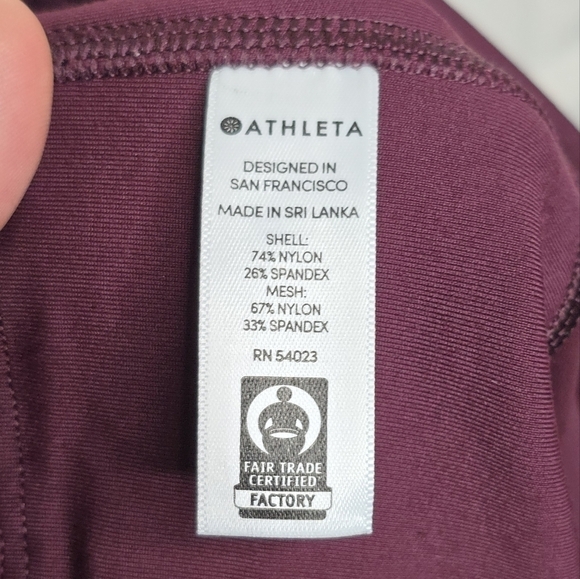 ATHLETA
DESIGNED IN
SAN FRANCISCO
MADE IN SRI LANKA
SHELL:
74% NYLON
26% SPANDEX
MESH:
67% NYLON
33% SPANDEX
RN 54023
FAIR TRADE
CERTIFIED
FACTORY